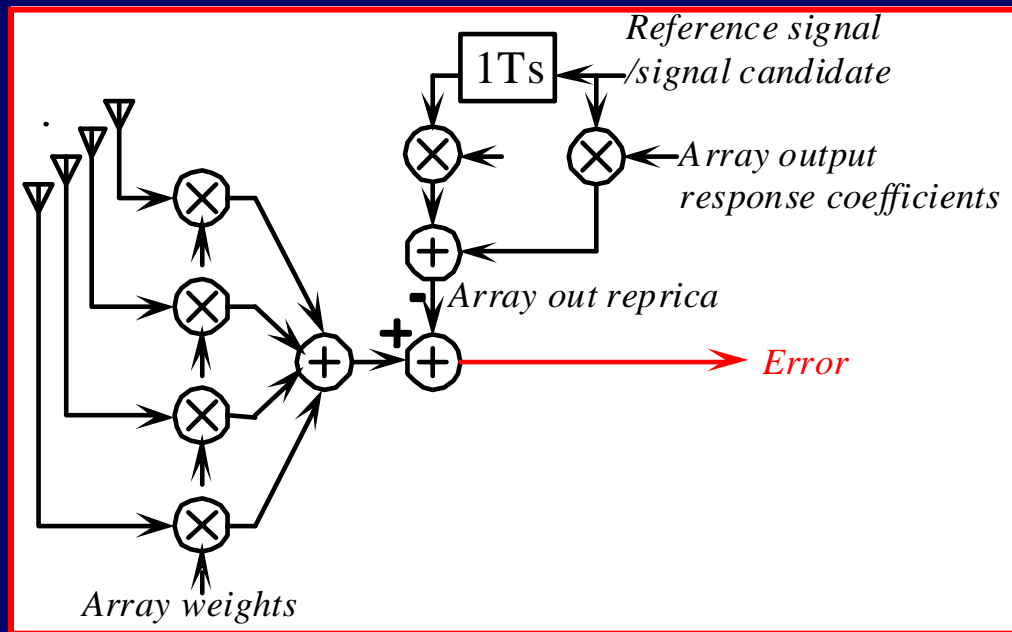 Reference signal
/signal candidate
1Ts
Array output
response coefficients
Array out reprica
-
+
Error
Array weights